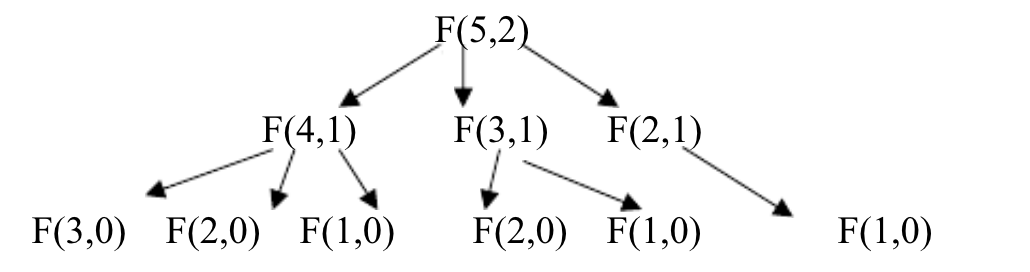 F(5,2)
F(4,1) F(3,1) F(2,1)
F(3,0) F(2,0) F(1,0) F(2,0) F(1,0) F(1,0)